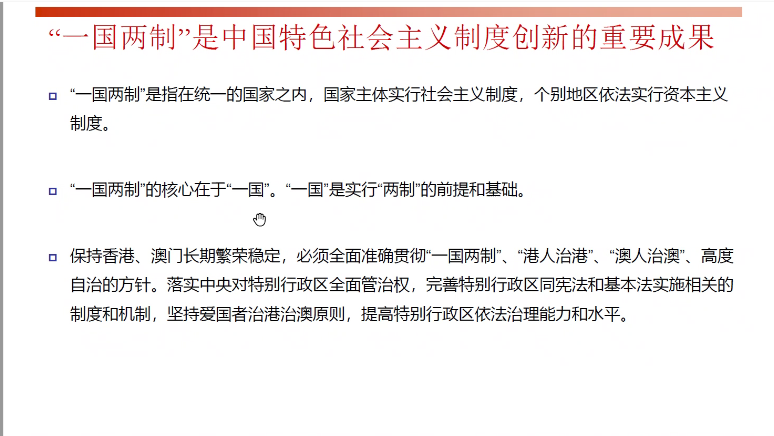 “一国两制”是中国特色社会主义制度创新的重要成果
“一国两制”是指在统一的国家之内，国家主体实行社会主义制度，个别地区依法实行资本主义
制度。
“一国两制”的核心在于“一国”。“一国”是实行“两制”的前提和基础。
保持香港、澳门长期繁荣稳定，必须全面准确贯彻“一国两制”、“港人治港”、“澳人治澳”、高度
自治的方针。落实中央对特别行政区全面管治权，完善特别行政区同宪法和基本法实施相关的
制度和机制，坚持爱国者治港治澳原则，提高特别行政区依法治理能力和水平。